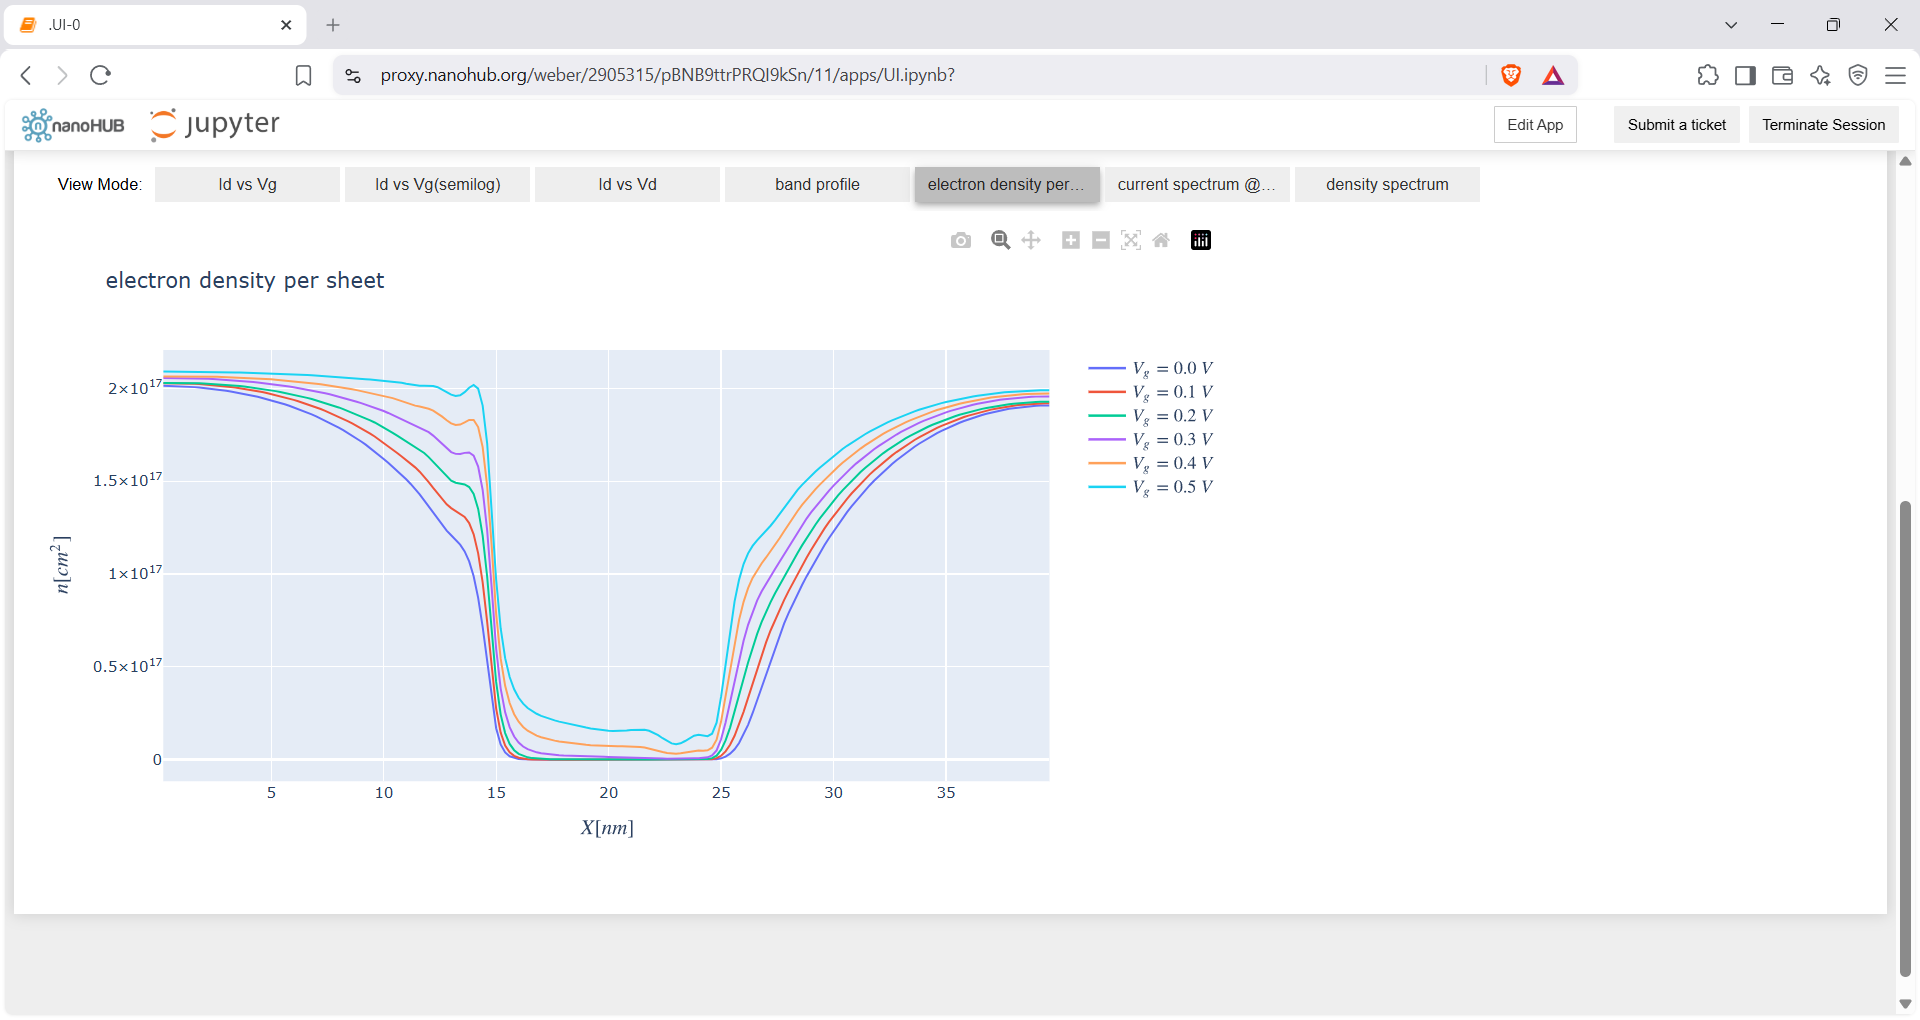 .UI-0
proxy.nanohub.org/weber/2905315/pBNB9ttrPRQI9kSn/11/apps/UI.ipynb?
nanoHUB jupyter Edit App Submit a ticket Terminate Session
View Mode: Id vs Vg Id vs Vg(semilog) Id vs Vd band profile electron density per... current spectrum @... density spectrum
electron density per sheet
2×10¹⁷
1.5×10¹⁷
1×10¹⁷
0.5×10¹⁷
0
n[cm²]
5 10 15 20 25 30 35
X[nm]
V_g = 0.0 V
V_g = 0.1 V
V_g = 0.2 V
V_g = 0.3 V
V_g = 0.4 V
V_g = 0.5 V